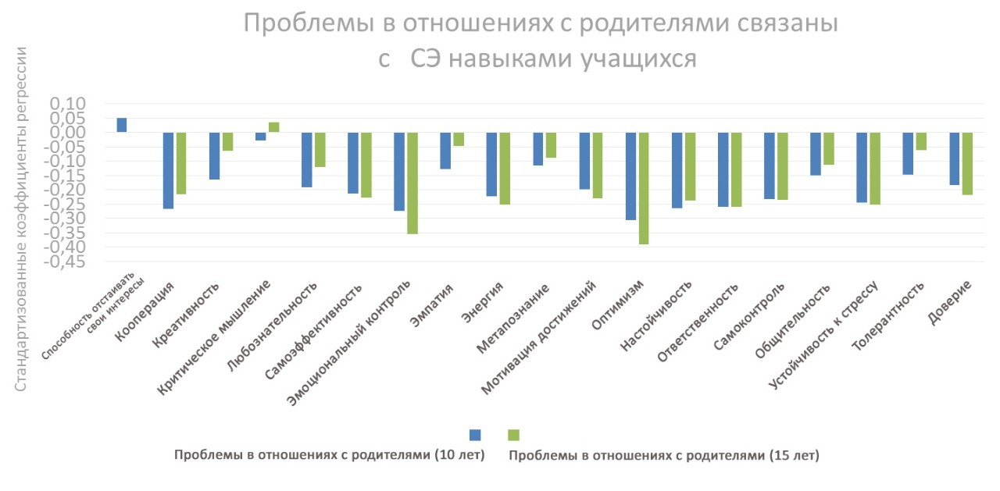 Проблемы в отношениях с родителями связаны
с СЭ навыками учащихся
Стандартизованные коэффициенты регрессии
0,10
0,05
0,00
-0,05
-0,10
-0,15
-0,20
-0,25
-0,30
-0,35
-0,40
-0,45
Способность отстаивать
свои интересы
Кооперация
Креативность
Критическое мышление
Любознательность
Самоэффективность
Эмоциональный контроль
Эмпатия
Энергия
Метапознание
Мотивация достижений
Оптимизм
Настойчивость
Ответственность
Самоконтроль
Общительность
Устойчивость к стрессу
Толерантность
Доверие
Проблемы в отношениях с родителями (10 лет)
Проблемы в отношениях с родителями (15 лет)